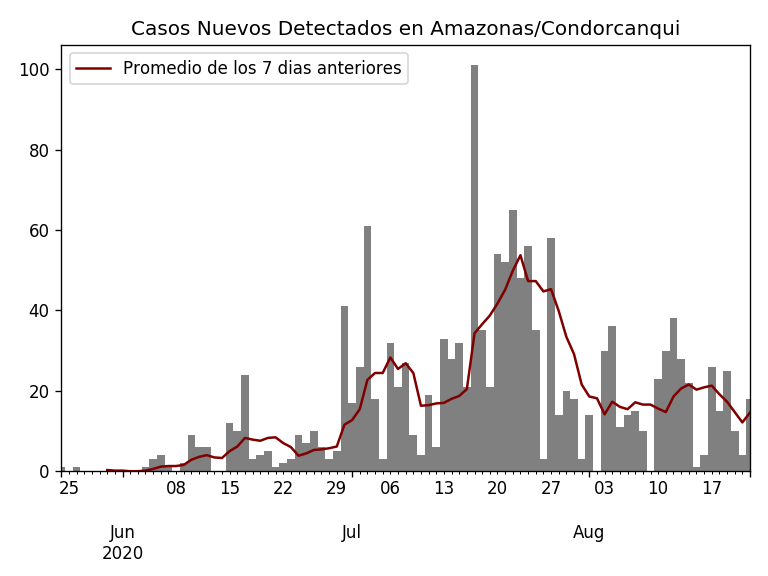 Casos Nuevos Detectados en Amazonas/Condorcanqui
Promedio de los 7 dias anteriores
100
80
60
40
20
0
25 08 15 22 29 06 13 20 27 03 10 17
Jun Jul Aug
2020